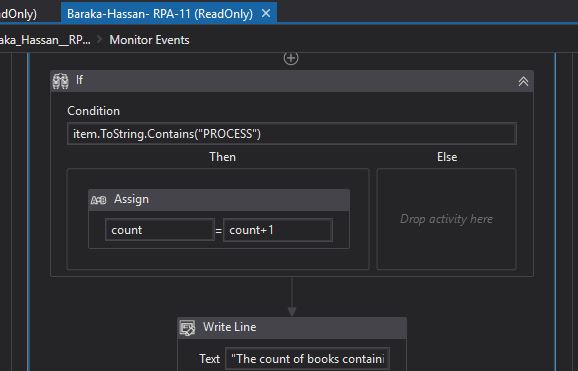 dOnly)
Baraka-Hassan- RPA-11 (ReadOnly) ×
aka_Hassan__RP... > Monitor Events
If
Condition
item.ToString.Contains("PROCESS")
Then
Else
Assign
count = count+1
Drop activity here
Write Line
Text "The count of books contain